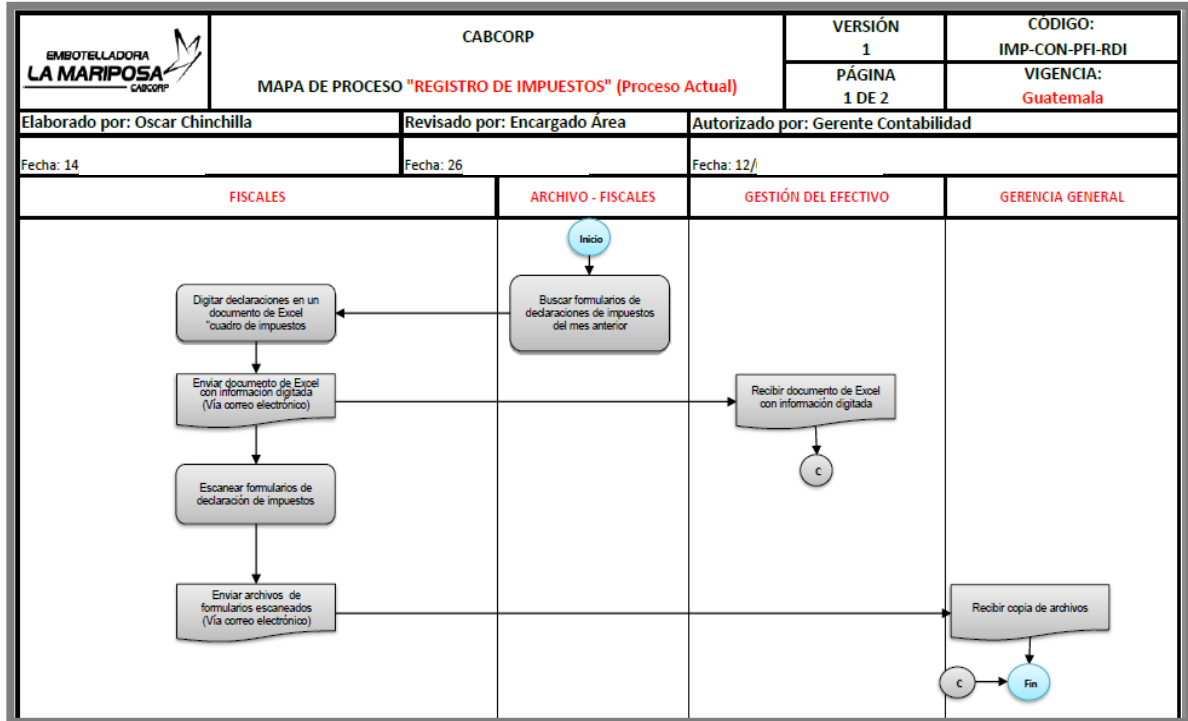 EMBOTELLADORA
LA MARIPOSA
CABCORP
CABCORP
MAPA DE PROCESO "REGISTRO DE IMPUESTOS" (Proceso Actual)
VERSIÓN
1
CÓDIGO:
IMP-CON-PFI-RDI
PÁGINA
1 DE 2
VIGENCIA:
Guatemala
Elaborado por: Oscar Chinchilla
Revisado por: Encargado Área
Autorizado por: Gerente Contabilidad
Fecha: 14
Fecha: 26
Fecha: 12/
FISCALES
ARCHIVO - FISCALES
GESTIÓN DEL EFECTIVO
GERENCIA GENERAL
Inicio
Digitar declaraciones en un
documento de Excel
"cuadro de impuestos
Buscar formularios de
declaraciones de impuestos
del mes anterior
Enviar documento de Excel
con información digitada
(Vía correo electrónico)
Recibir documento de Excel
con información digitada
C
Escanear formularios de
declaración de impuestos
Enviar archivos de
formularios escaneados
(Vía correo electrónico)
Recibir copia de archivos
C
Fin